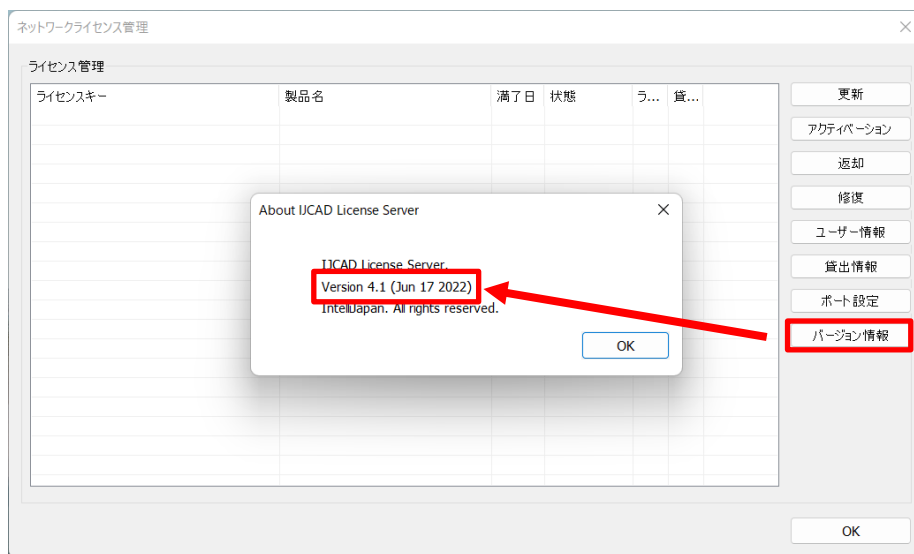 ネットワークライセンス管理
ライセンス管理
ライセンスキー 製品名 満了日 状態 ラ... 貸...
更新
アクティベーション
返却
修復
ユーザー情報
貸出情報
ポート設定
バージョン情報
About IJCAD License Server
IJCAD License Server.
Version 4.1 (Jun 17 2022)
IntelliJapan. All rights reserved.
OK
OK